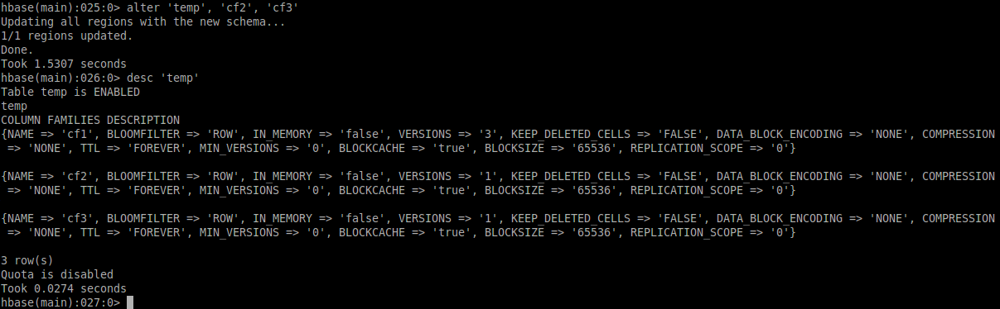 hbase(main):025:0> alter 'temp', 'cf2', 'cf3'
Updating all regions with the new schema...
1/1 regions updated.
Done.
Took 1.5307 seconds
hbase(main):026:0> desc 'temp'
Table temp is ENABLED
temp
COLUMN FAMILIES DESCRIPTION
{NAME => 'cf1', BLOOMFILTER => 'ROW', IN_MEMORY => 'false', VERSIONS => '3', KEEP_DELETED_CELLS => 'FALSE', DATA_BLOCK_ENCODING => 'NONE', COMPRESSION
 => 'NONE', TTL => 'FOREVER', MIN_VERSIONS => '0', BLOCKCACHE => 'true', BLOCKSIZE => '65536', REPLICATION_SCOPE => '0'}

{NAME => 'cf2', BLOOMFILTER => 'ROW', IN_MEMORY => 'false', VERSIONS => '1', KEEP_DELETED_CELLS => 'FALSE', DATA_BLOCK_ENCODING => 'NONE', COMPRESSION
 => 'NONE', TTL => 'FOREVER', MIN_VERSIONS => '0', BLOCKCACHE => 'true', BLOCKSIZE => '65536', REPLICATION_SCOPE => '0'}

{NAME => 'cf3', BLOOMFILTER => 'ROW', IN_MEMORY => 'false', VERSIONS => '1', KEEP_DELETED_CELLS => 'FALSE', DATA_BLOCK_ENCODING => 'NONE', COMPRESSION
 => 'NONE', TTL => 'FOREVER', MIN_VERSIONS => '0', BLOCKCACHE => 'true', BLOCKSIZE => '65536', REPLICATION_SCOPE => '0'}

3 row(s)
Quota is disabled
Took 0.0274 seconds
hbase(main):027:0>